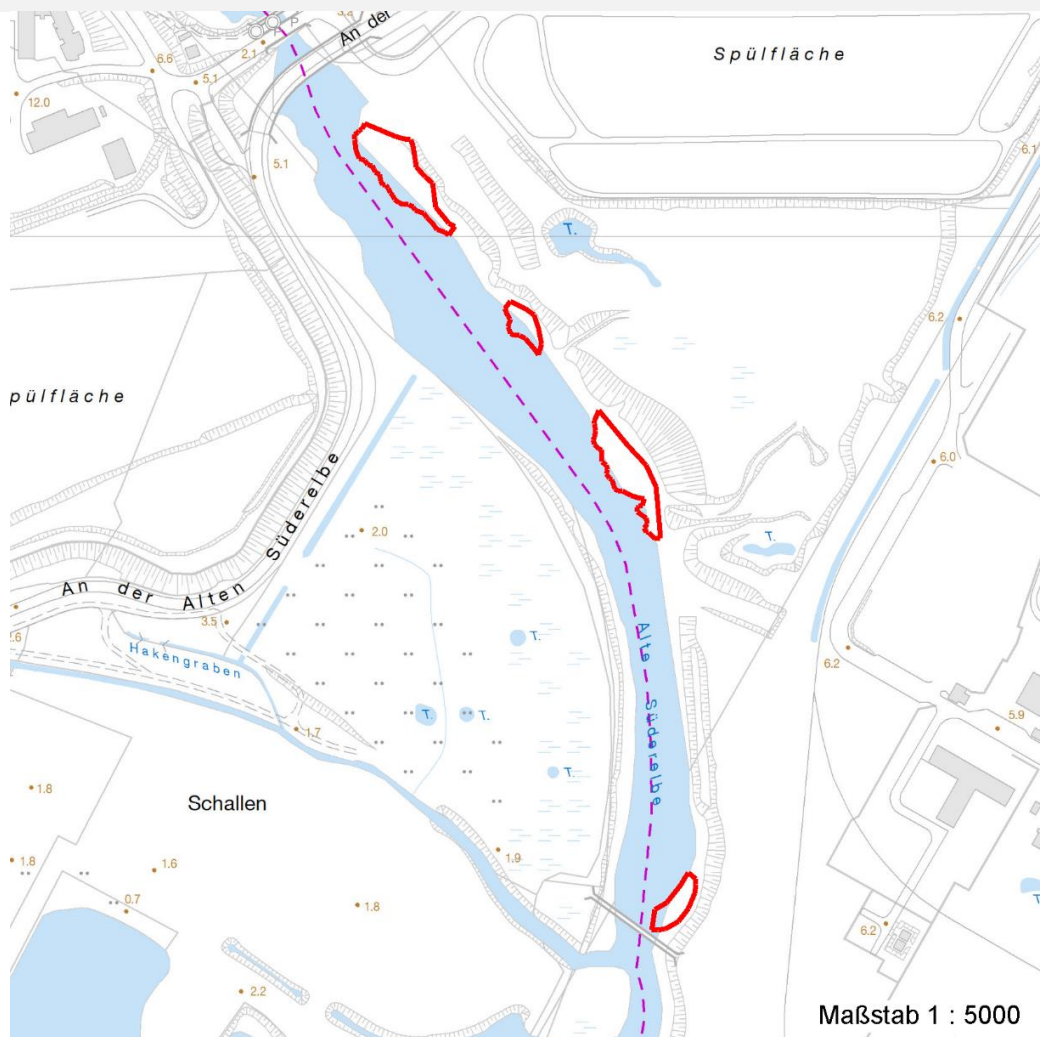 3.2
P
P
An der
2.1
6.6
5.1
12.0
Spülfläche
5.1
6.1
T.
6.2
pülfläche
6.0
2.0
T.
An der Alten Süderelbe
3.5
.6
Hakengraben
Alte Süderelbe
T.
6.2
T.
T.
1.7
5.9
T.
1.8
Schallen
1.9
1.8
1.6
0.7
1.8
6.2
T
2.2
Maßstab 1 : 5000